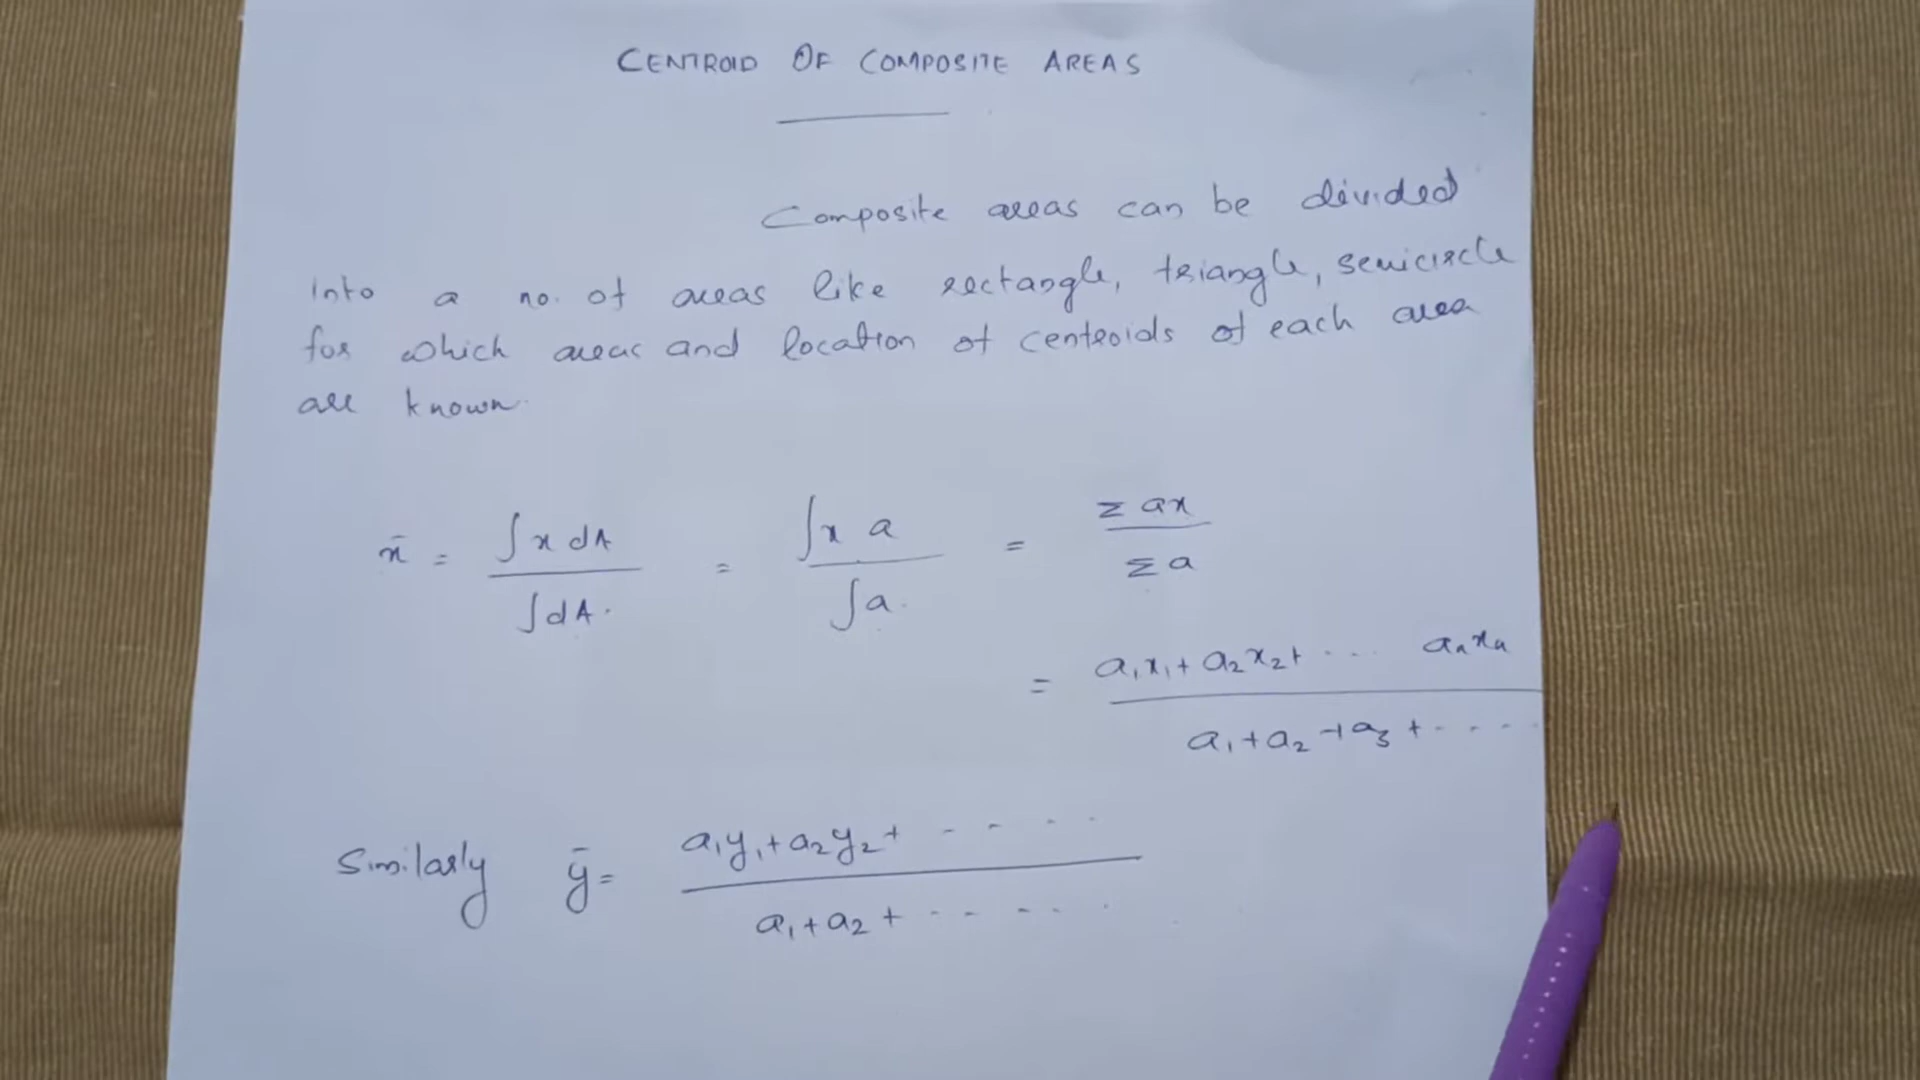 CENTROID OF COMPOSITE AREAS
Composite areas can be divided
into a no. of areas like rectangle, triangle, semicircle
for which areas and location of centroids of each area
are known.
x̄ = ∫x dA / ∫dA = ∫x a / ∫a = Σax / Σa
= a₁x₁ + a₂x₂ + ... aₙxₙ / a₁ + a₂ + a₃ + ....
Similarly ȳ = a₁y₁ + a₂y₂ + ..... / a₁ + a₂ + .....